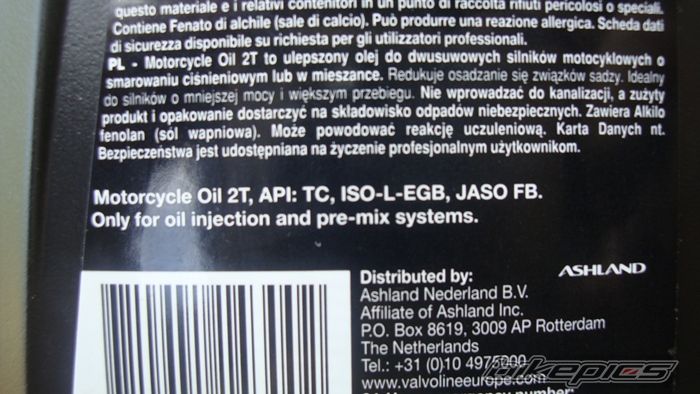 questo materiale e i relativi contenitori in un punto di raccolta rifiuti pericolosi o speciali.
Contiene Fenato di alchile (sale di calcio). Può produrre una reazione allergica. Scheda dati
di sicurezza disponibile su richiesta per gli utilizzatori professionali.
PL - Motorcycle Oil 2T to ulepszony olej do dwusuwowych silników motocyklowych o
smarowaniu ciśnieniowym lub w mieszance. Redukuje osadzanie się związków sadzy. Idealny
do silników o mniejszej mocy i większym przebiegu. Nie wprowadzać do kanalizacji, a zużyty
produkt i opakowanie dostarczyć na składowisko odpadów niebezpiecznych. Zawiera Alkilo
fenolan (sól wapniowa). Może powodować reakcję uczuleniową. Karta Danych nt.
Bezpieczeństwa jest udostępniana na życzenie profesjonalnym użytkownikom.
Motorcycle Oil 2T, API: TC, ISO-L-EGB, JASO FB.
Only for oil injection and pre-mix systems.
Distributed by:
ASHLAND
Ashland Nederland B.V.
Affiliate of Ashland Inc.
P.O. Box 8619, 3009 AP Rotterdam
The Netherlands
Tel.: +31 (0)10 4975000
www.valvolineeurope.com
bikepics
number: